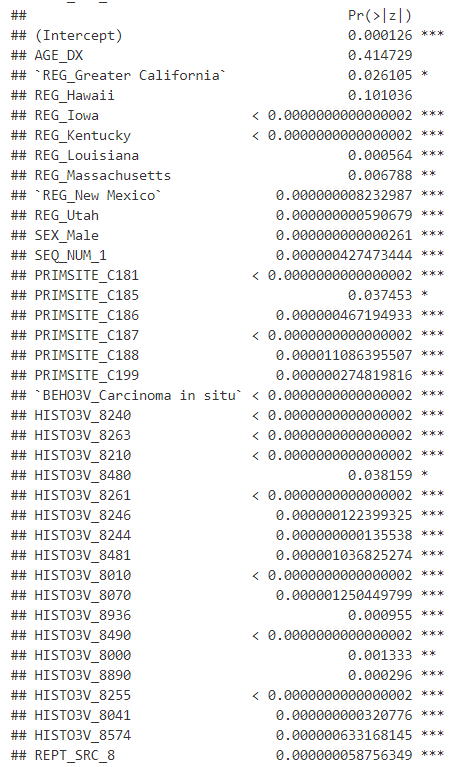 ##                                         Pr(>|z|)
## (Intercept)                            0.000126 ***
## AGE_DX                                 0.414729
## `REG_Greater California`               0.026105 *
## REG_Hawaii                             0.101036
## REG_Iowa                   < 0.0000000000000002 ***
## REG_Kentucky               < 0.0000000000000002 ***
## REG_Louisiana                          0.000564 ***
## REG_Massachusetts                      0.006788 **
## `REG_New Mexico`              0.000000008232987 ***
## REG_Utah                      0.000000000590679 ***
## SEX_Male                      0.000000000000261 ***
## SEQ_NUM_1                     0.000000427473444 ***
## PRIMSITE_C181              < 0.0000000000000002 ***
## PRIMSITE_C185                          0.037453 *
## PRIMSITE_C186                 0.000000467194933 ***
## PRIMSITE_C187              < 0.0000000000000002 ***
## PRIMSITE_C188                 0.000011086395507 ***
## PRIMSITE_C199                 0.000000274819816 ***
## `BEHO3V_Carcinoma in situ` < 0.0000000000000002 ***
## HISTO3V_8240               < 0.0000000000000002 ***
## HISTO3V_8263               < 0.0000000000000002 ***
## HISTO3V_8210               < 0.0000000000000002 ***
## HISTO3V_8480                           0.038159 *
## HISTO3V_8261               < 0.0000000000000002 ***
## HISTO3V_8246                  0.000000122399325 ***
## HISTO3V_8244                  0.000000000135538 ***
## HISTO3V_8481                  0.000001036825274 ***
## HISTO3V_8010               < 0.0000000000000002 ***
## HISTO3V_8070                  0.000001250449799 ***
## HISTO3V_8936                           0.000955 ***
## HISTO3V_8490               < 0.0000000000000002 ***
## HISTO3V_8000                           0.001333 **
## HISTO3V_8890                           0.000296 ***
## HISTO3V_8255               < 0.0000000000000002 ***
## HISTO3V_8041                  0.000000000320776 ***
## HISTO3V_8574                  0.000000633168145 ***
## REPT_SRC_8                    0.000000058756349 ***